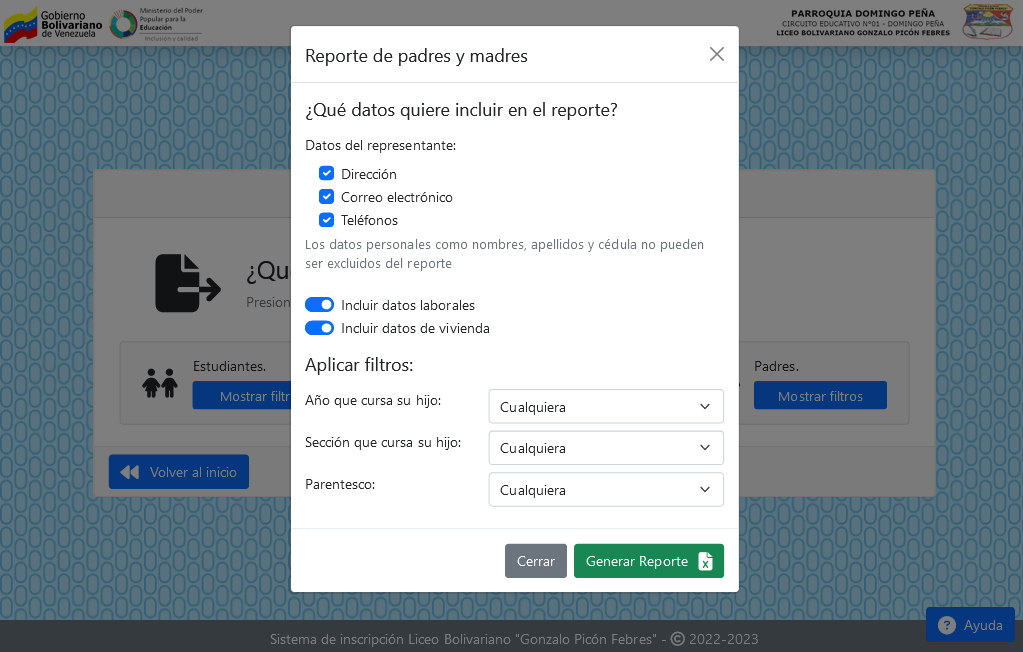 Gobierno
Bolivariano
de Venezuela
Ministerio del Poder
Popular para la
Educación
Inclusión y calidad
PARROQUIA DOMINGO PEÑA
CIRCUITO EDUCATIVO N°01 - DOMINGO PEÑA
LICEO BOLIVARIANO GONZALO PICÓN FEBRES
Reporte de padres y madres
¿Qué datos quiere incluir en el reporte?
Datos del representante:
Dirección
Correo electrónico
Teléfonos
Los datos personales como nombres, apellidos y cédula no pueden
ser excluidos del reporte
Incluir datos laborales
Incluir datos de vivienda
Aplicar filtros:
Año que cursa su hijo:
Cualquiera
Sección que cursa su hijo:
Cualquiera
Parentesco:
Cualquiera
Cerrar
Generar Reporte
¿Qu
Presion
Estudiantes.
Mostrar filtr
Padres.
Mostrar filtros
Volver al inicio
Ayuda
Sistema de inscripción Liceo Bolivariano "Gonzalo Picón Febres" - © 2022-2023